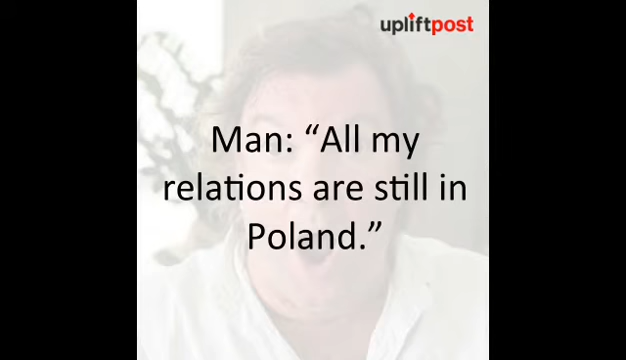 upliftpost
Man: “All my
relations are still in
Poland.”